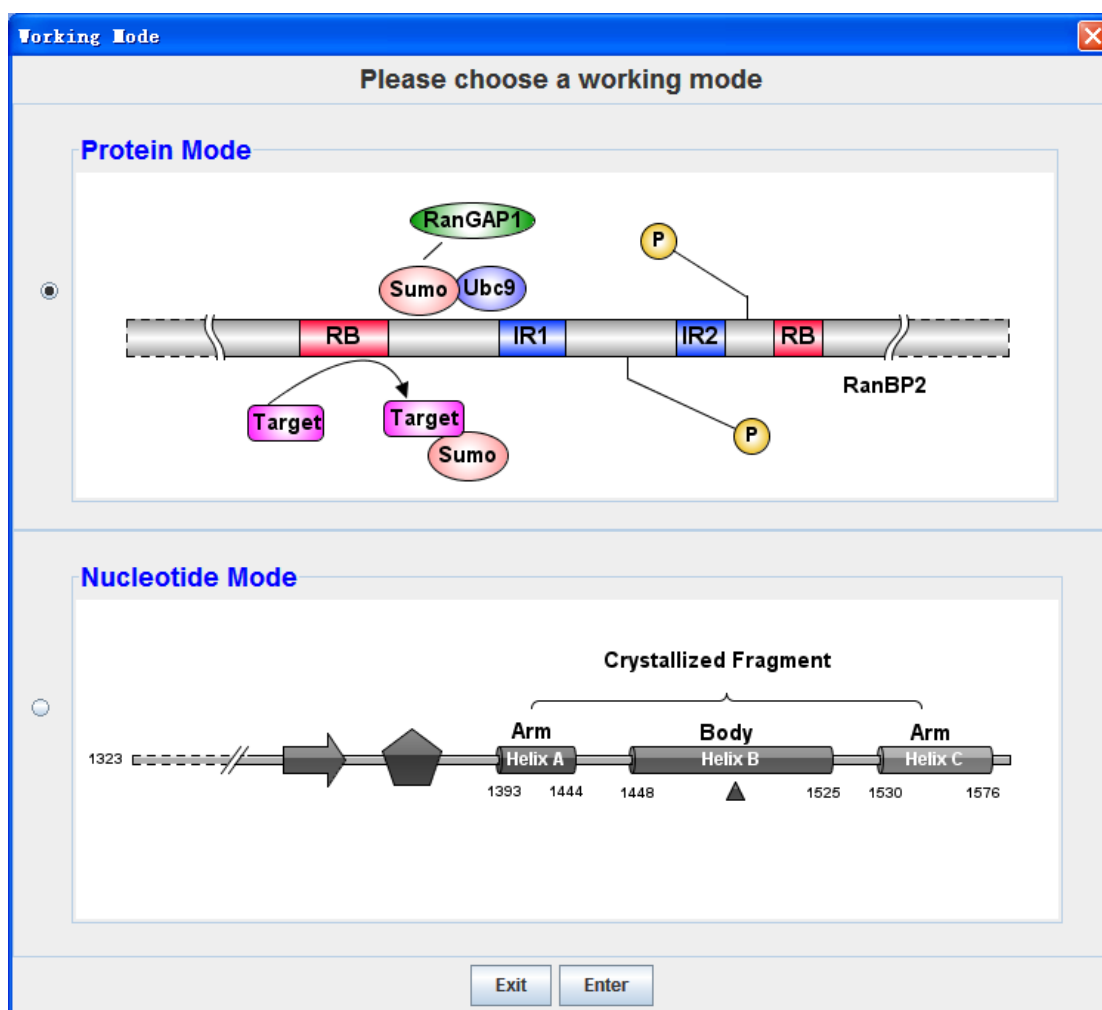 Working Mode
Please choose a working mode
Protein Mode
RanGAP1
P
Sumo Ubc9
RB IR1 IR2 RB
RanBP2
Target Target P
Sumo
Nucleotide Mode
Crystallized Fragment
Arm Body Arm
1323 Helix A Helix B Helix C
1393 1444 1448 1525 1530 1576
Exit Enter